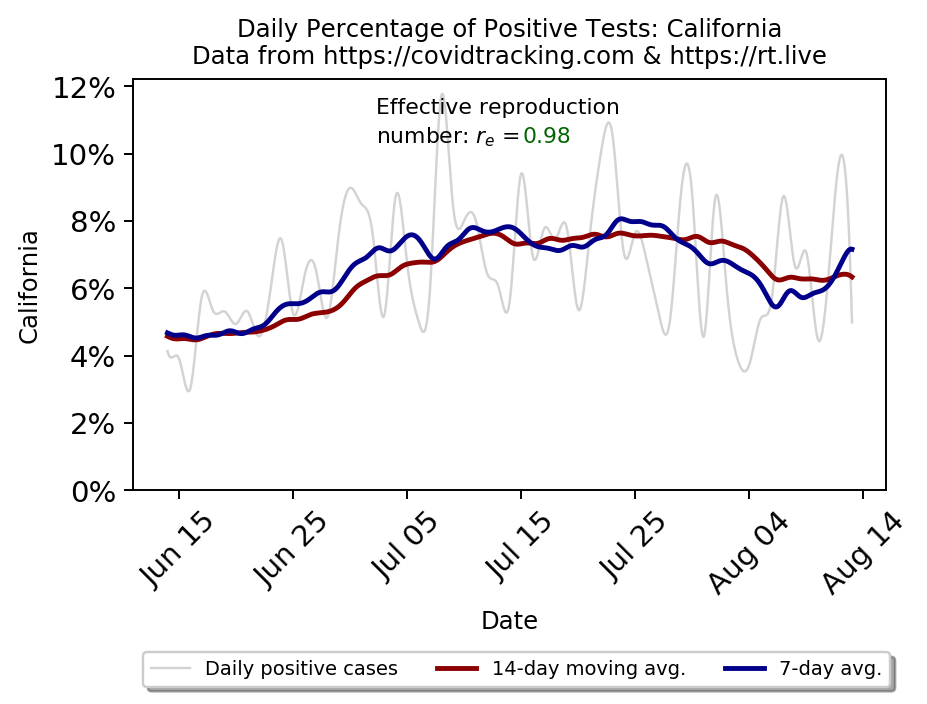 Daily Percentage of Positive Tests: California
Data from https://covidtracking.com & https://rt.live
Effective reproduction
number: rₑ =0.98
12%
10%
8%
6%
4%
2%
0%
California
Jun 15
Jun 25
Jul 05
Jul 15
Jul 25
Aug 04
Aug 14
Date
Daily positive cases
14-day moving avg.
7-day avg.